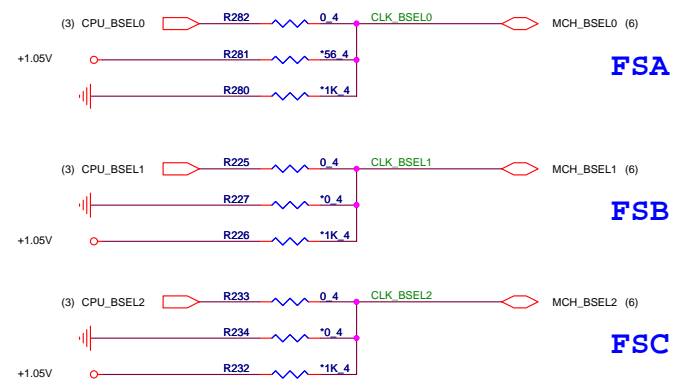 (3) CPU_BSEL0 R282 0_4 CLK_BSEL0 MCH_BSEL0 (6)
+1.05V R281 *56_4
FSA
R280 *1K_4
(3) CPU_BSEL1 R225 0_4 CLK_BSEL1 MCH_BSEL1 (6)
R227 *0_4
FSB
+1.05V R226 *1K_4
(3) CPU_BSEL2 R233 0_4 CLK_BSEL2 MCH_BSEL2 (6)
R234 *0_4
FSC
+1.05V R232 *1K_4